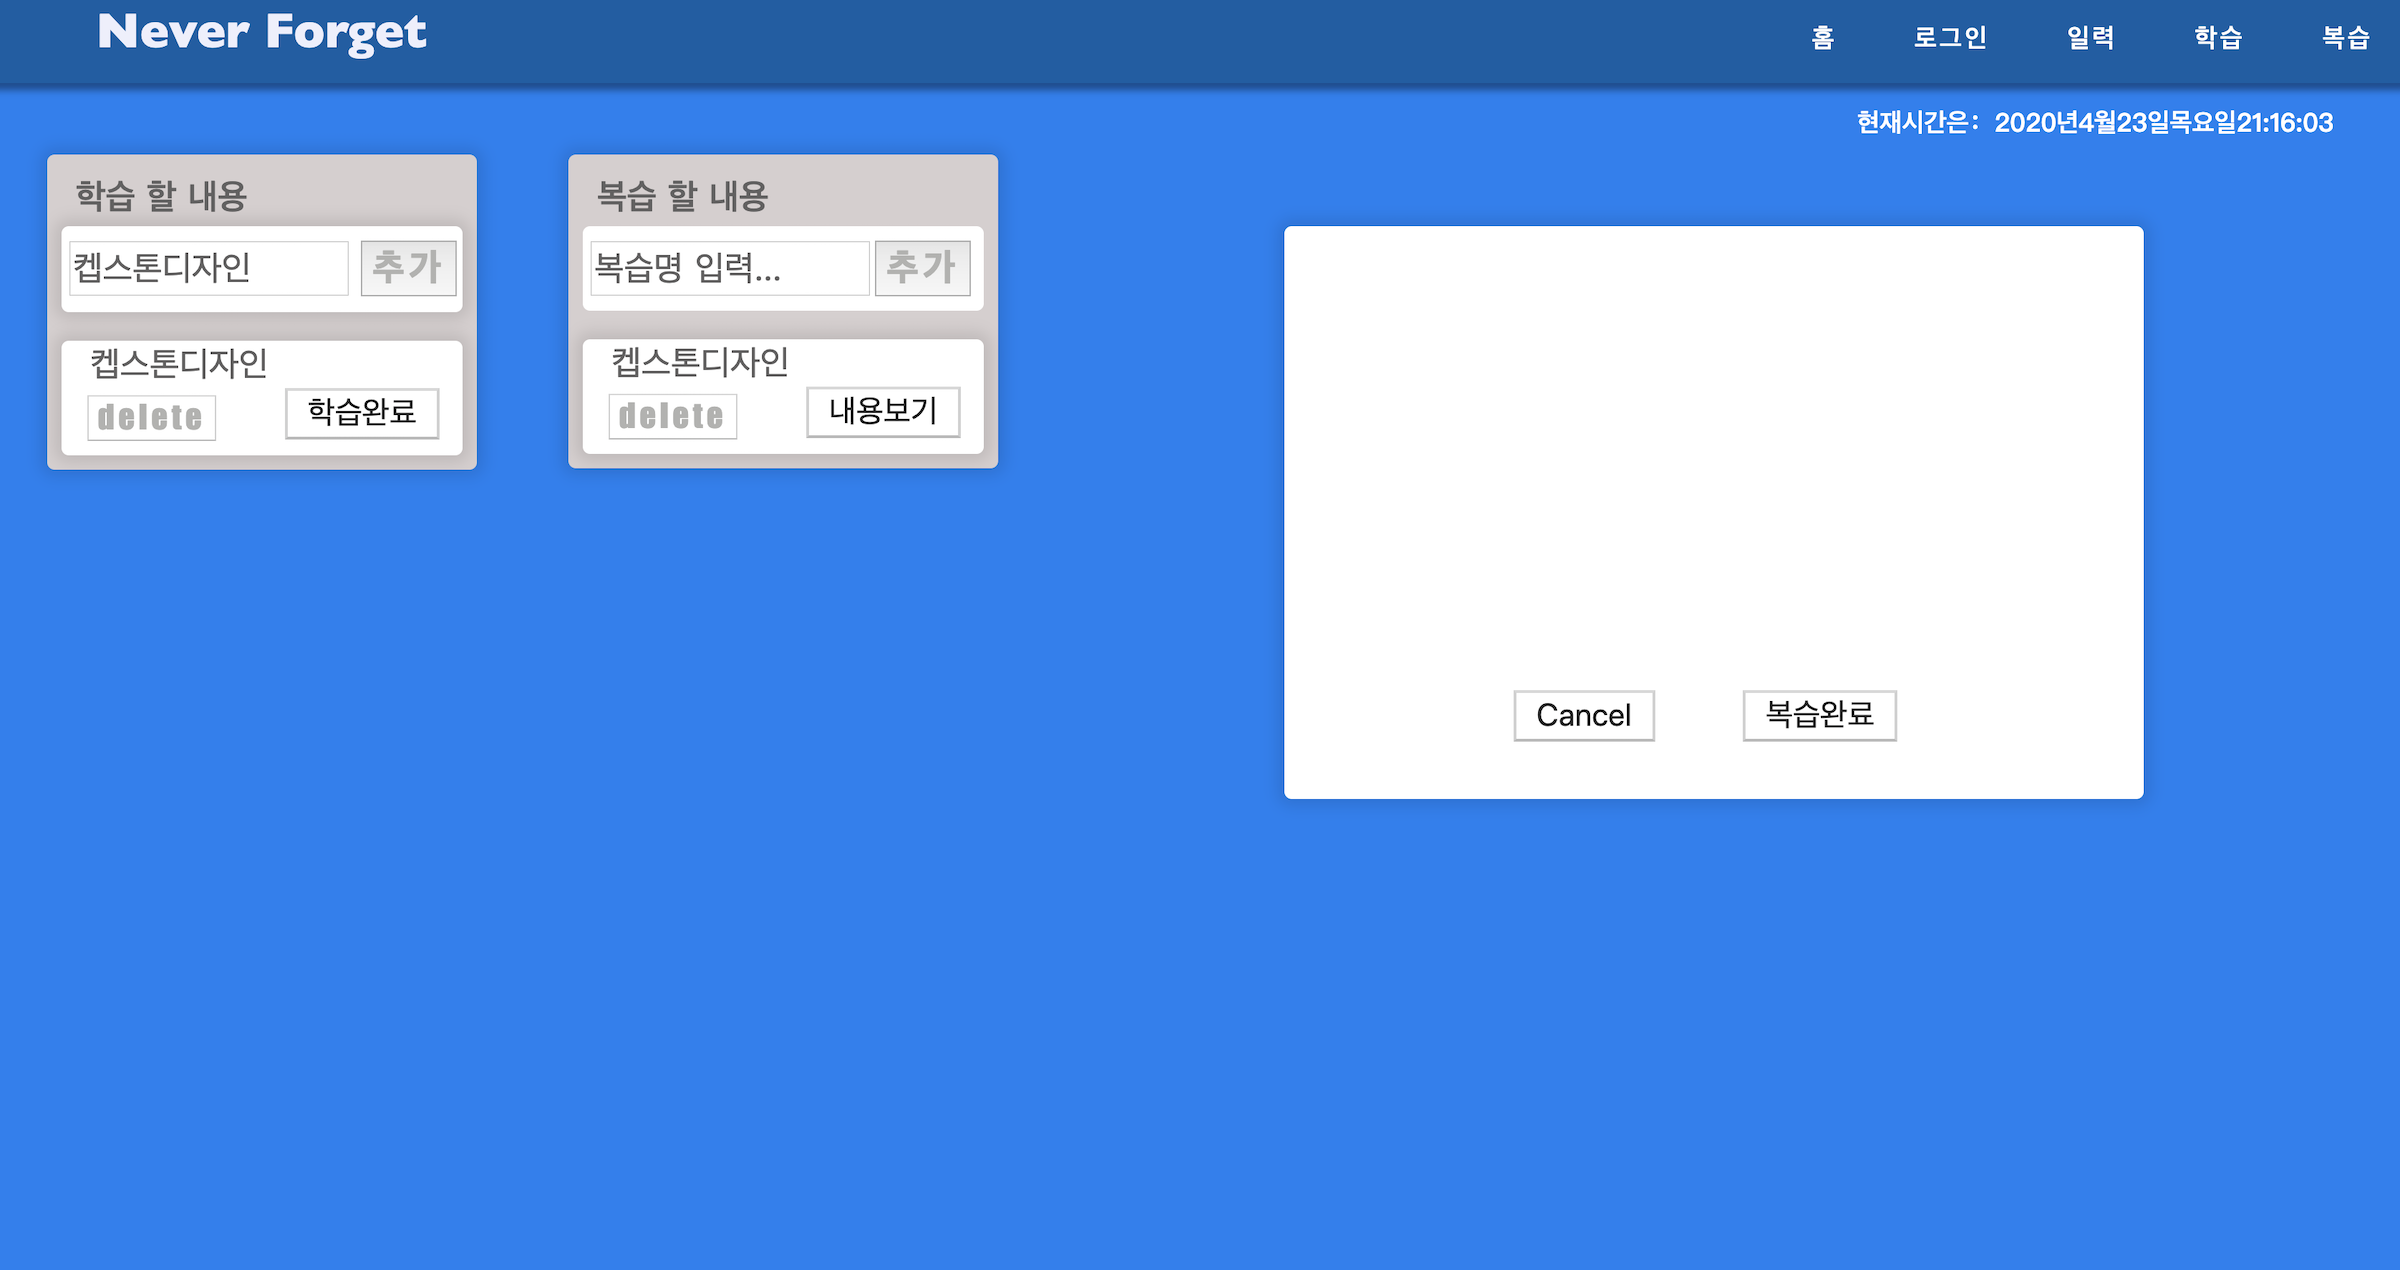 Never Forget
홈 로그인 일력 학습 복습
현재시간은: 2020년4월23일목요일21:16:03
학습 할 내용
켑스톤디자인 추가
켑스톤디자인
delete 학습완료
복습 할 내용
복습명 입력... 추가
켑스톤디자인
delete 내용보기
Cancel 복습완료